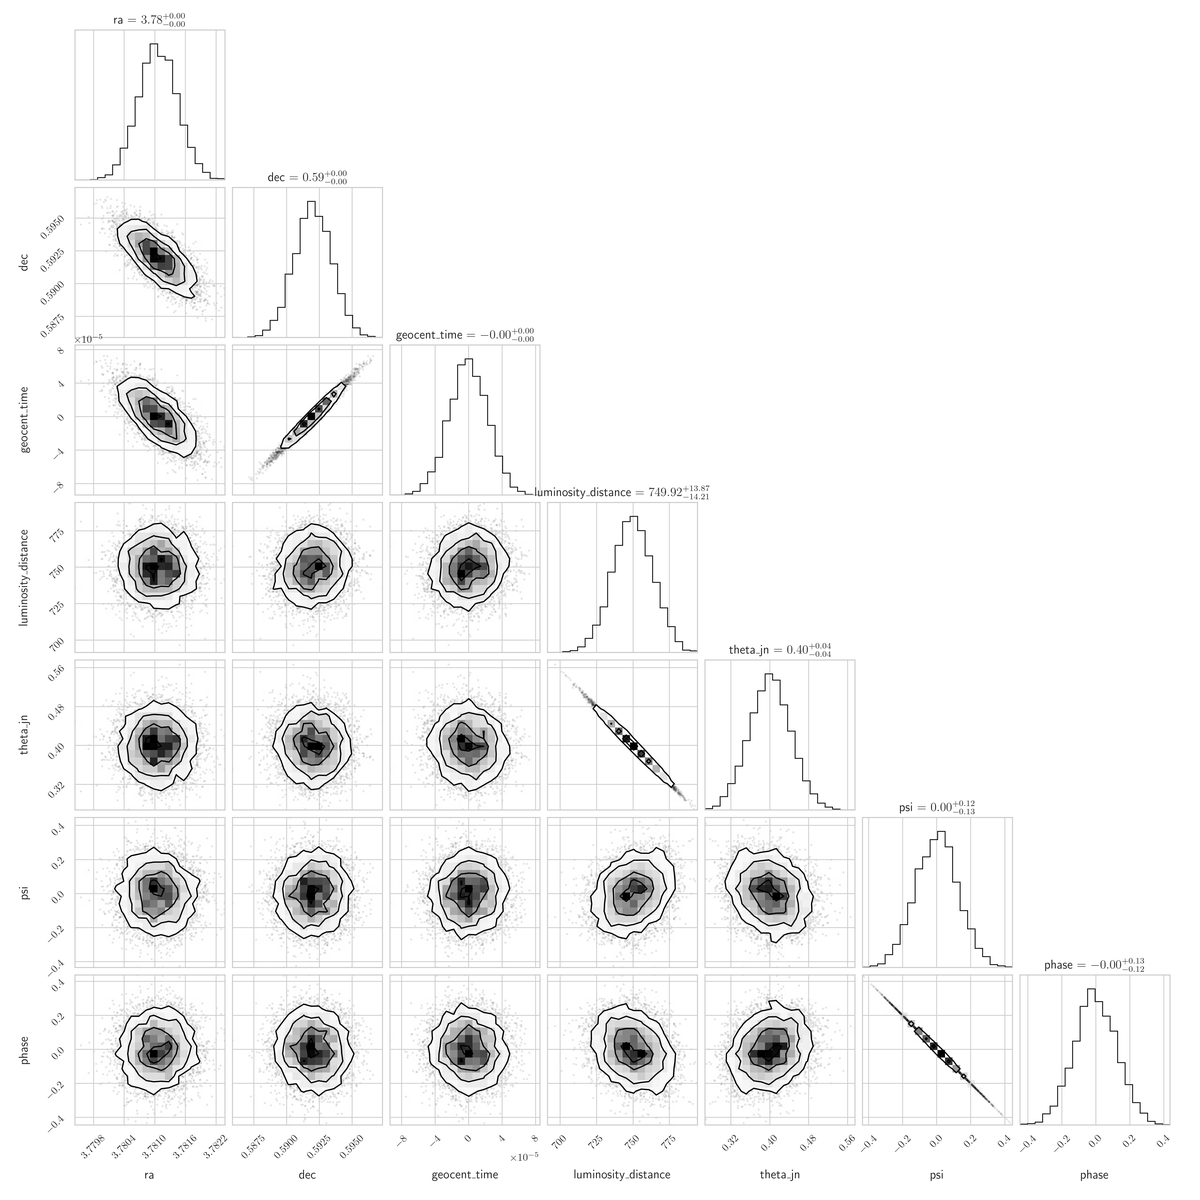 ra = 3.78+0.00−0.00
dec = 0.59+0.00−0.00
dec
0.5950
0.5925
0.5900
0.5875
geocent_time = −0.00+0.00−0.00
×10−5
geocent_time
8
4
0
−4
−8
luminosity_distance = 749.92+13.87−14.21
luminosity_distance
775
750
725
700
theta_jn = 0.40+0.04−0.04
theta_jn
0.56
0.48
0.40
0.32
psi = 0.00+0.12−0.13
psi
0.4
0.2
0.0
−0.2
−0.4
phase = −0.00+0.13−0.12
phase
0.4
0.2
0.0
−0.2
−0.4
3.7798 3.7804 3.7810 3.7816 3.7822 0.5875 0.5900 0.5925 0.5950 −8 −4 0 4 8 700 725 750 775 0.32 0.40 0.48 0.56 −0.4 −0.2 0.0 0.2 0.4 −0.4 −0.2 0.0 0.2 0.4
×10−5
ra dec geocent_time luminosity_distance theta_jn psi phase